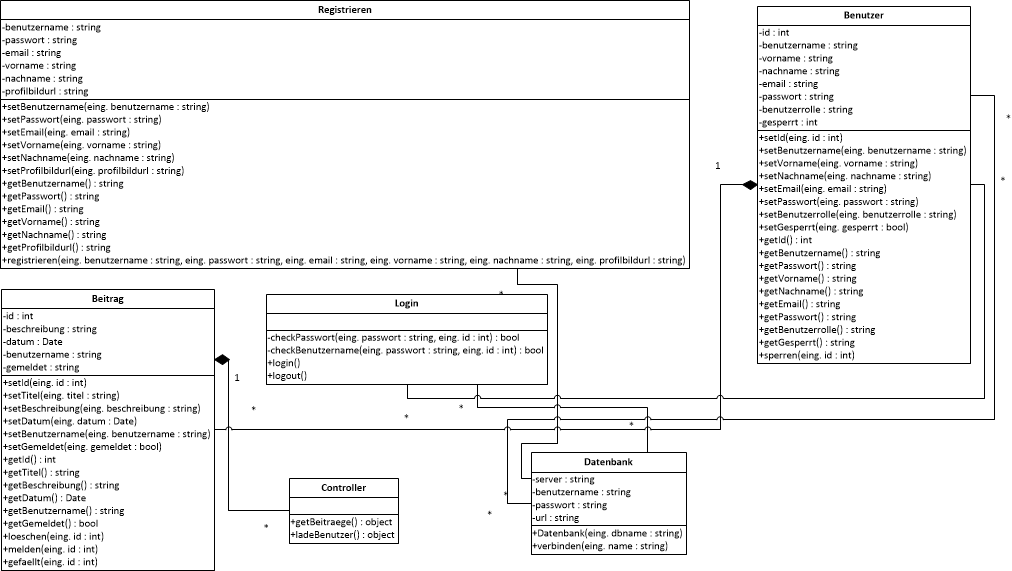 Registrieren
-benutzername : string
-passwort : string
-email : string
-vorname : string
-nachname : string
-profilbildurl : string
+setBenutzername(eing. benutzername : string)
+setPasswort(eing. passwort : string)
+setEmail(eing. email : string)
+setVorname(eing. vorname : string)
+setNachname(eing. nachname : string)
+setProfilbildurl(eing. profilbildurl : string)
+getBenutzername() : string
+getPasswort() : string
+getEmail() : string
+getVorname() : string
+getNachname() : string
+getProfilbildurl() : string
+registrieren(eing. benutzername : string, eing. passwort : string, eing. email : string, eing. vorname : string, eing. nachname : string, eing. profilbildurl : string)
Benutzer
-id : int
-benutzername : string
-vorname : string
-nachname : string
-email : string
-passwort : string
-benutzerrolle : string
-gesperrt : int
+setId(eing. id : int)
+setBenutzername(eing. benutzername : string)
+setVorname(eing. vorname : string)
+setNachname(eing. nachname : string)
+setEmail(eing. email : string)
+setPasswort(eing. passwort : string)
+setBenutzerrolle(eing. benutzerrolle : string)
+setGesperrt(eing. gesperrt : bool)
+getId() : int
+getBenutzername() : string
+getPasswort() : string
+getVorname() : string
+getNachname() : string
+getEmail() : string
+getPasswort() : string
+getBenutzerrolle() : string
+getGesperrt() : string
+sperren(eing. id : int)
*
*
1
*
Beitrag
-id : int
-beschreibung : string
-datum : Date
-benutzername : string
-gemeldet : string
+setId(eing. id : int)
+setTitel(eing. titel : string)
+setBeschreibung(eing. beschreibung : string)
+setDatum(eing. datum : Date)
+setBenutzername(eing. benutzername : string)
+setGemeldet(eing. gemeldet : bool)
+getId() : int
+getTitel() : string
+getBeschreibung() : string
+getDatum() : Date
+getBenutzername() : string
+getGemeldet() : bool
+loeschen(eing. id : int)
+melden(eing. id : int)
+gefaellt(eing. id : int)
Login
-checkPasswort(eing. passwort : string, eing. id : int) : bool
-checkBenutzername(eing. passwort : string, eing. id : int) : bool
+login()
+logout()
1
*
*
*
*
Controller
+getBeitraege() : object
+ladeBenutzer() : object
*
Datenbank
-server : string
-benutzername : string
-passwort : string
-url : string
+Datenbank(eing. dbname : string)
+verbinden(eing. name : string)
*
*